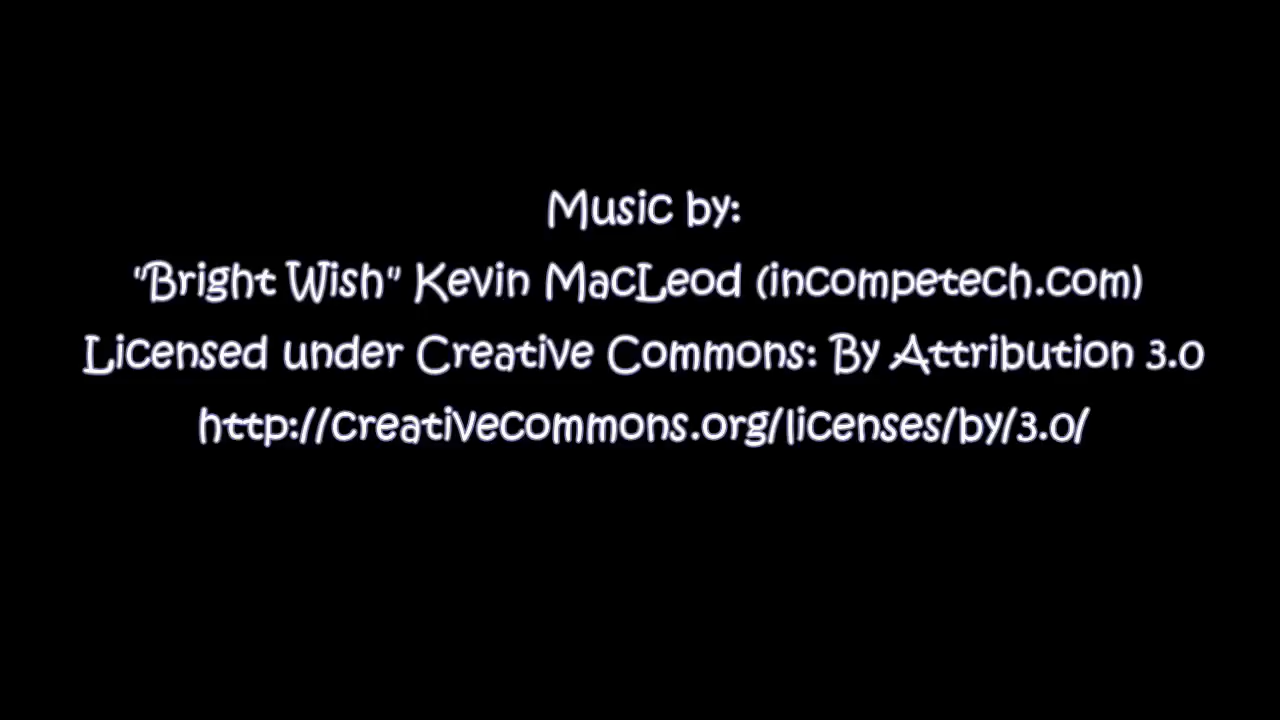 Music by:
"Bright Wish" Kevin MacLeod (incompetech.com)
Licensed under Creative Commons: By Attribution 3.0
http://creativecommons.org/licenses/by/3.0/